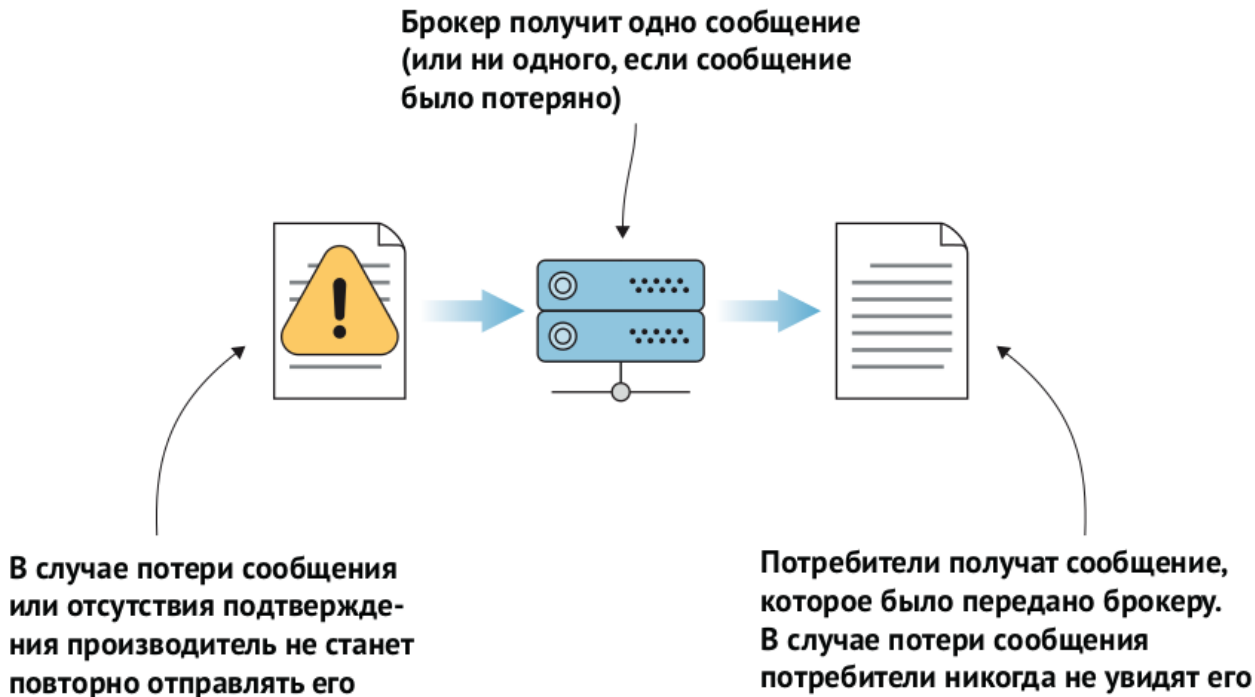 Брокер получит одно сообщение
(или ни одного, если сообщение
было потеряно)
В случае потери сообщения
или отсутствия подтвержде-
ния производитель не станет
повторно отправлять его
Потребители получат сообщение,
которое было передано брокеру.
В случае потери сообщения
потребители никогда не увидят его